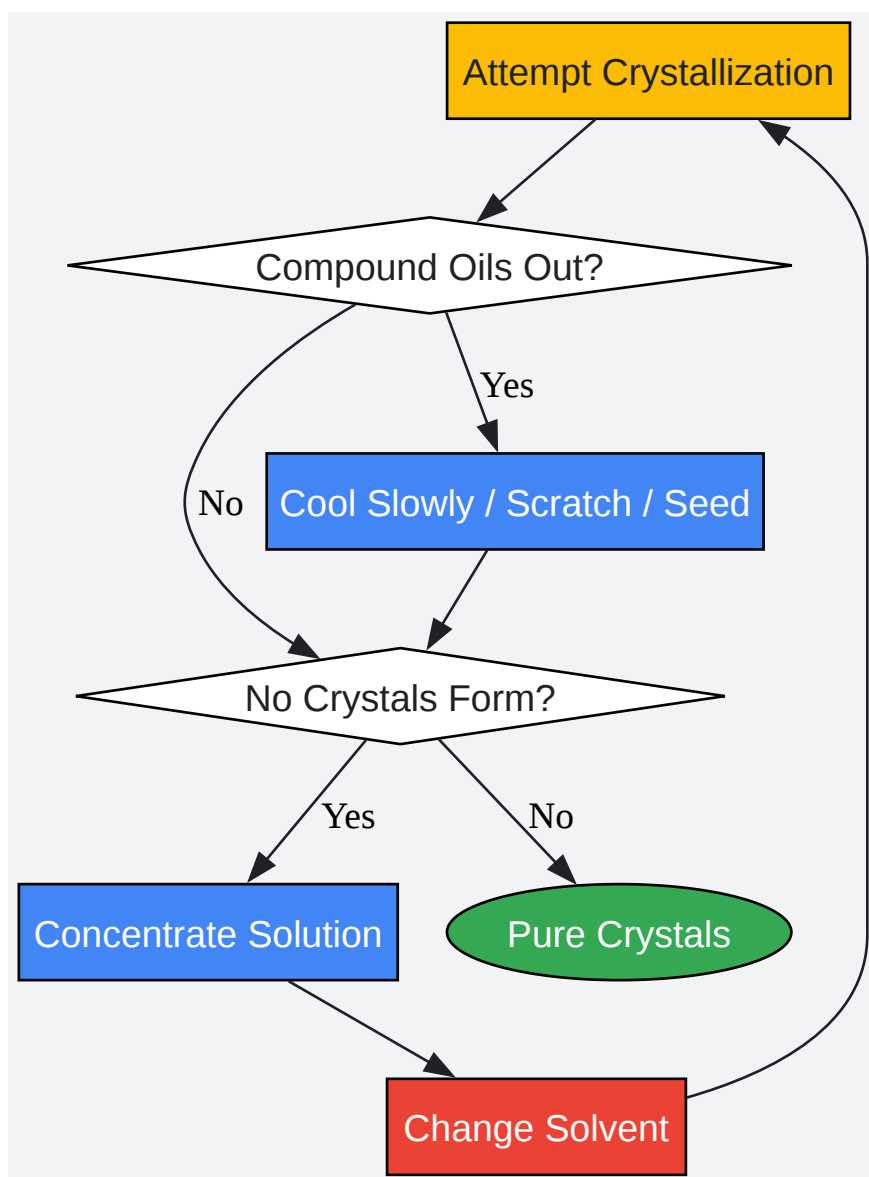 Attempt Crystallization
Compound Oils Out?
Yes
Cool Slowly / Scratch / Seed
No
No Crystals Form?
Yes
No
Concentrate Solution
Pure Crystals
Change Solvent